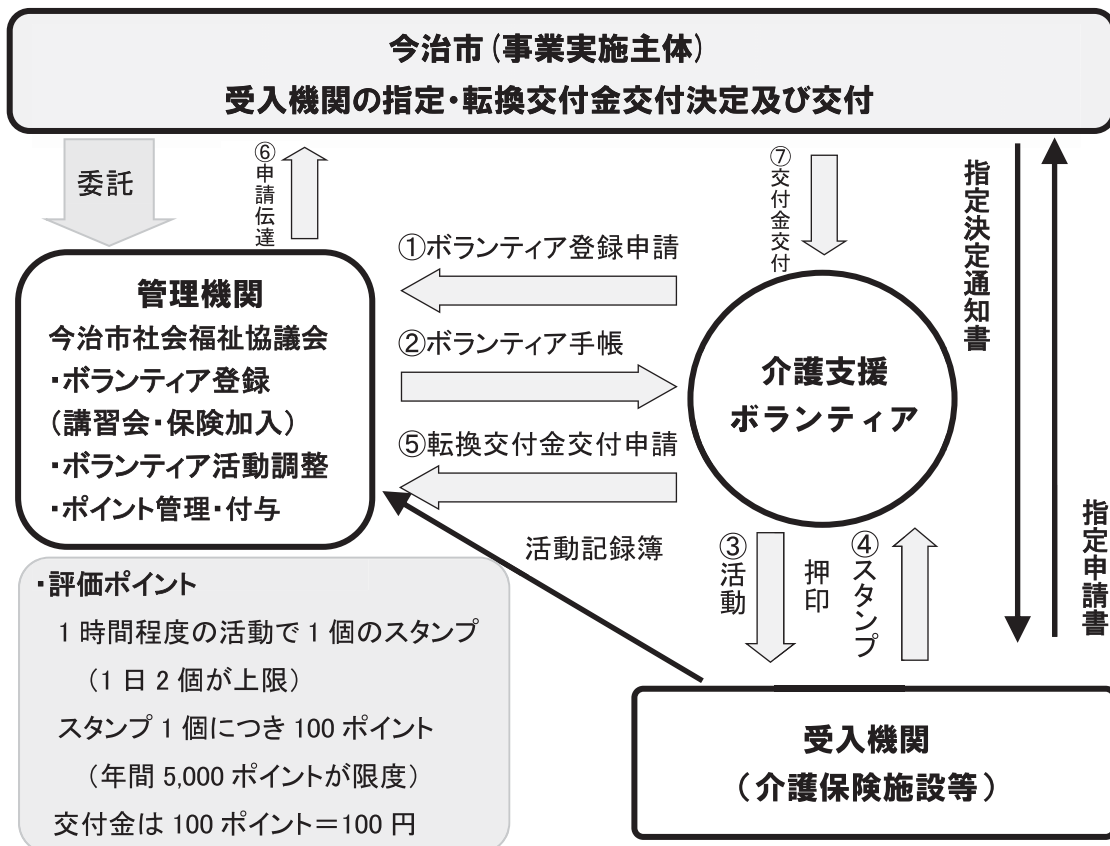 今治市(事業実施主体)
受入機関の指定・転換交付金交付決定及び交付
委託
⑥申請伝達
⑦交付金交付
指定決定通知書
指定申請書
①ボランティア登録申請
②ボランティア手帳
⑤転換交付金交付申請
管理機関
今治市社会福祉協議会
・ボランティア登録
(講習会・保険加入)
・ボランティア活動調整
・ポイント管理・付与
介護支援
ボランティア
活動記録簿
③活動
押印
④スタンプ
・評価ポイント
1時間程度の活動で1個のスタンプ
(1日2個が上限)
スタンプ1個につき100ポイント
(年間5,000ポイントが限度)
交付金は100ポイント=100円
受入機関
(介護保険施設等)